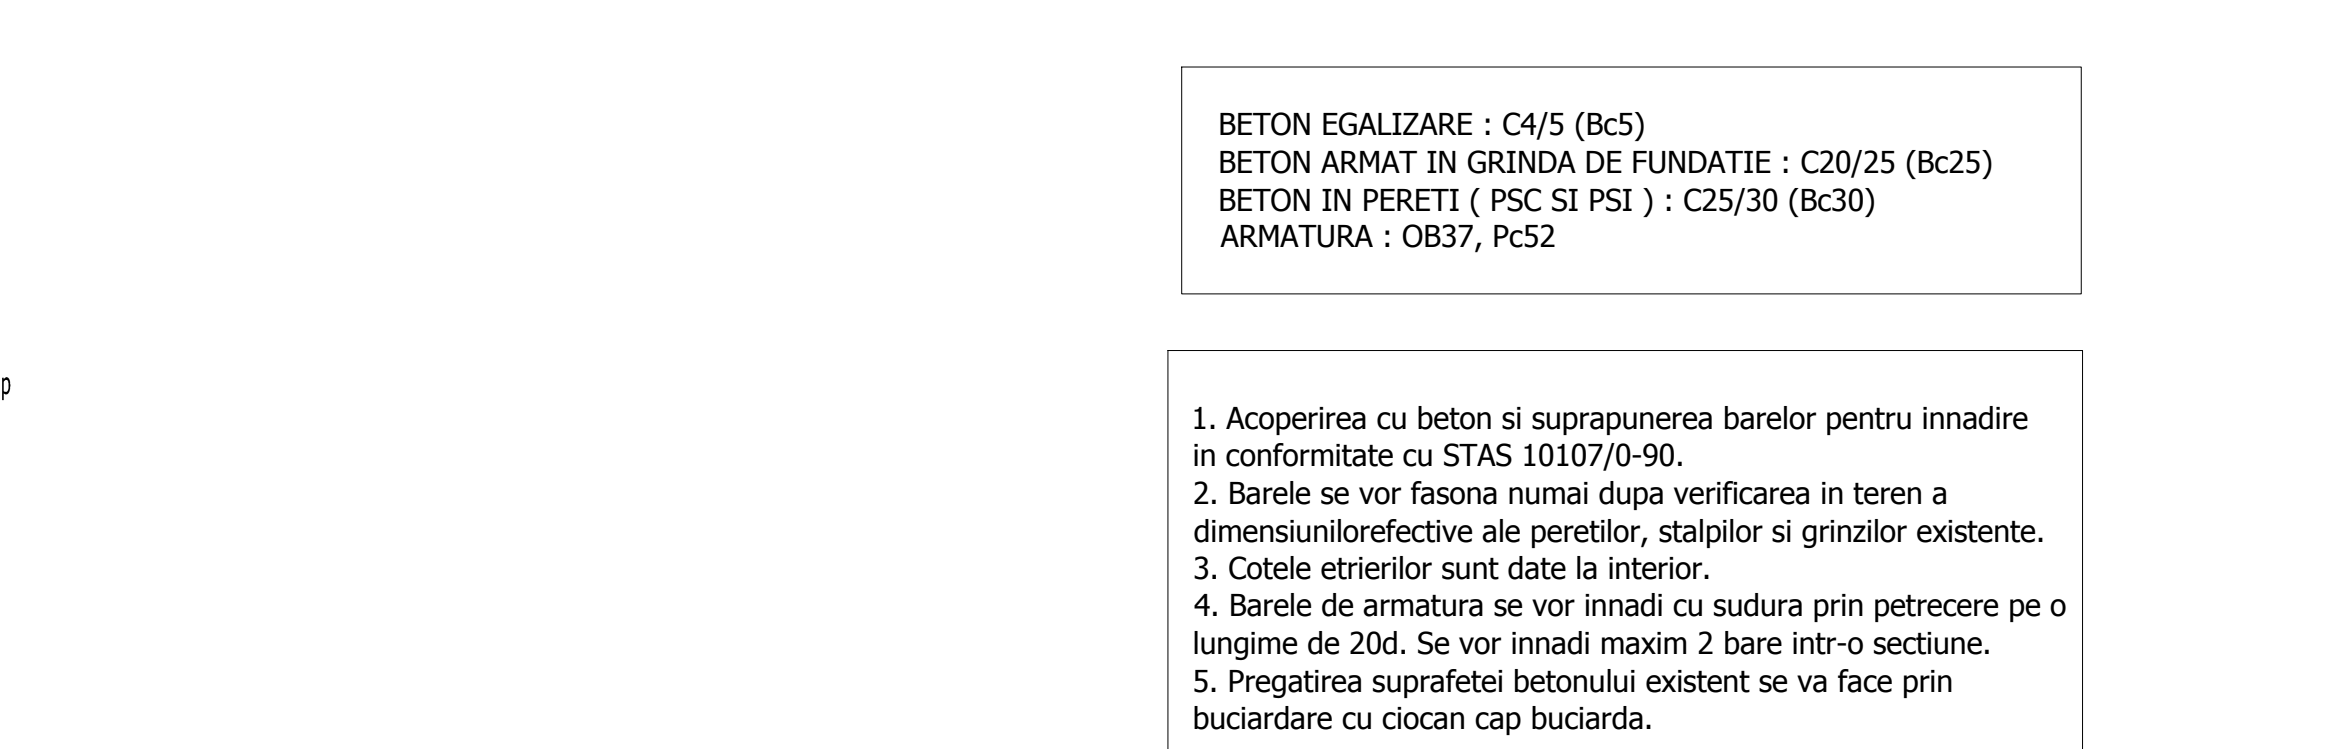 BETON EGALIZARE : C4/5 (Bc5)
BETON ARMAT IN GRINDA DE FUNDATIE : C20/25 (Bc25)
BETON IN PERETI ( PSC SI PSI ) : C25/30 (Bc30)
ARMATURA : OB37, Pc52
p
1. Acoperirea cu beton si suprapunerea barelor pentru innadire
in conformitate cu STAS 10107/0-90.
2. Barele se vor fasona numai dupa verificarea in teren a
dimensiunilorefective ale peretilor, stalpilor si grinzilor existente.
3. Cotele etrierilor sunt date la interior.
4. Barele de armatura se vor innadi cu sudura prin petrecere pe o
lungime de 20d. Se vor innadi maxim 2 bare intr-o sectiune.
5. Pregatirea suprafetei betonului existent se va face prin
buciardare cu ciocan cap buciarda.